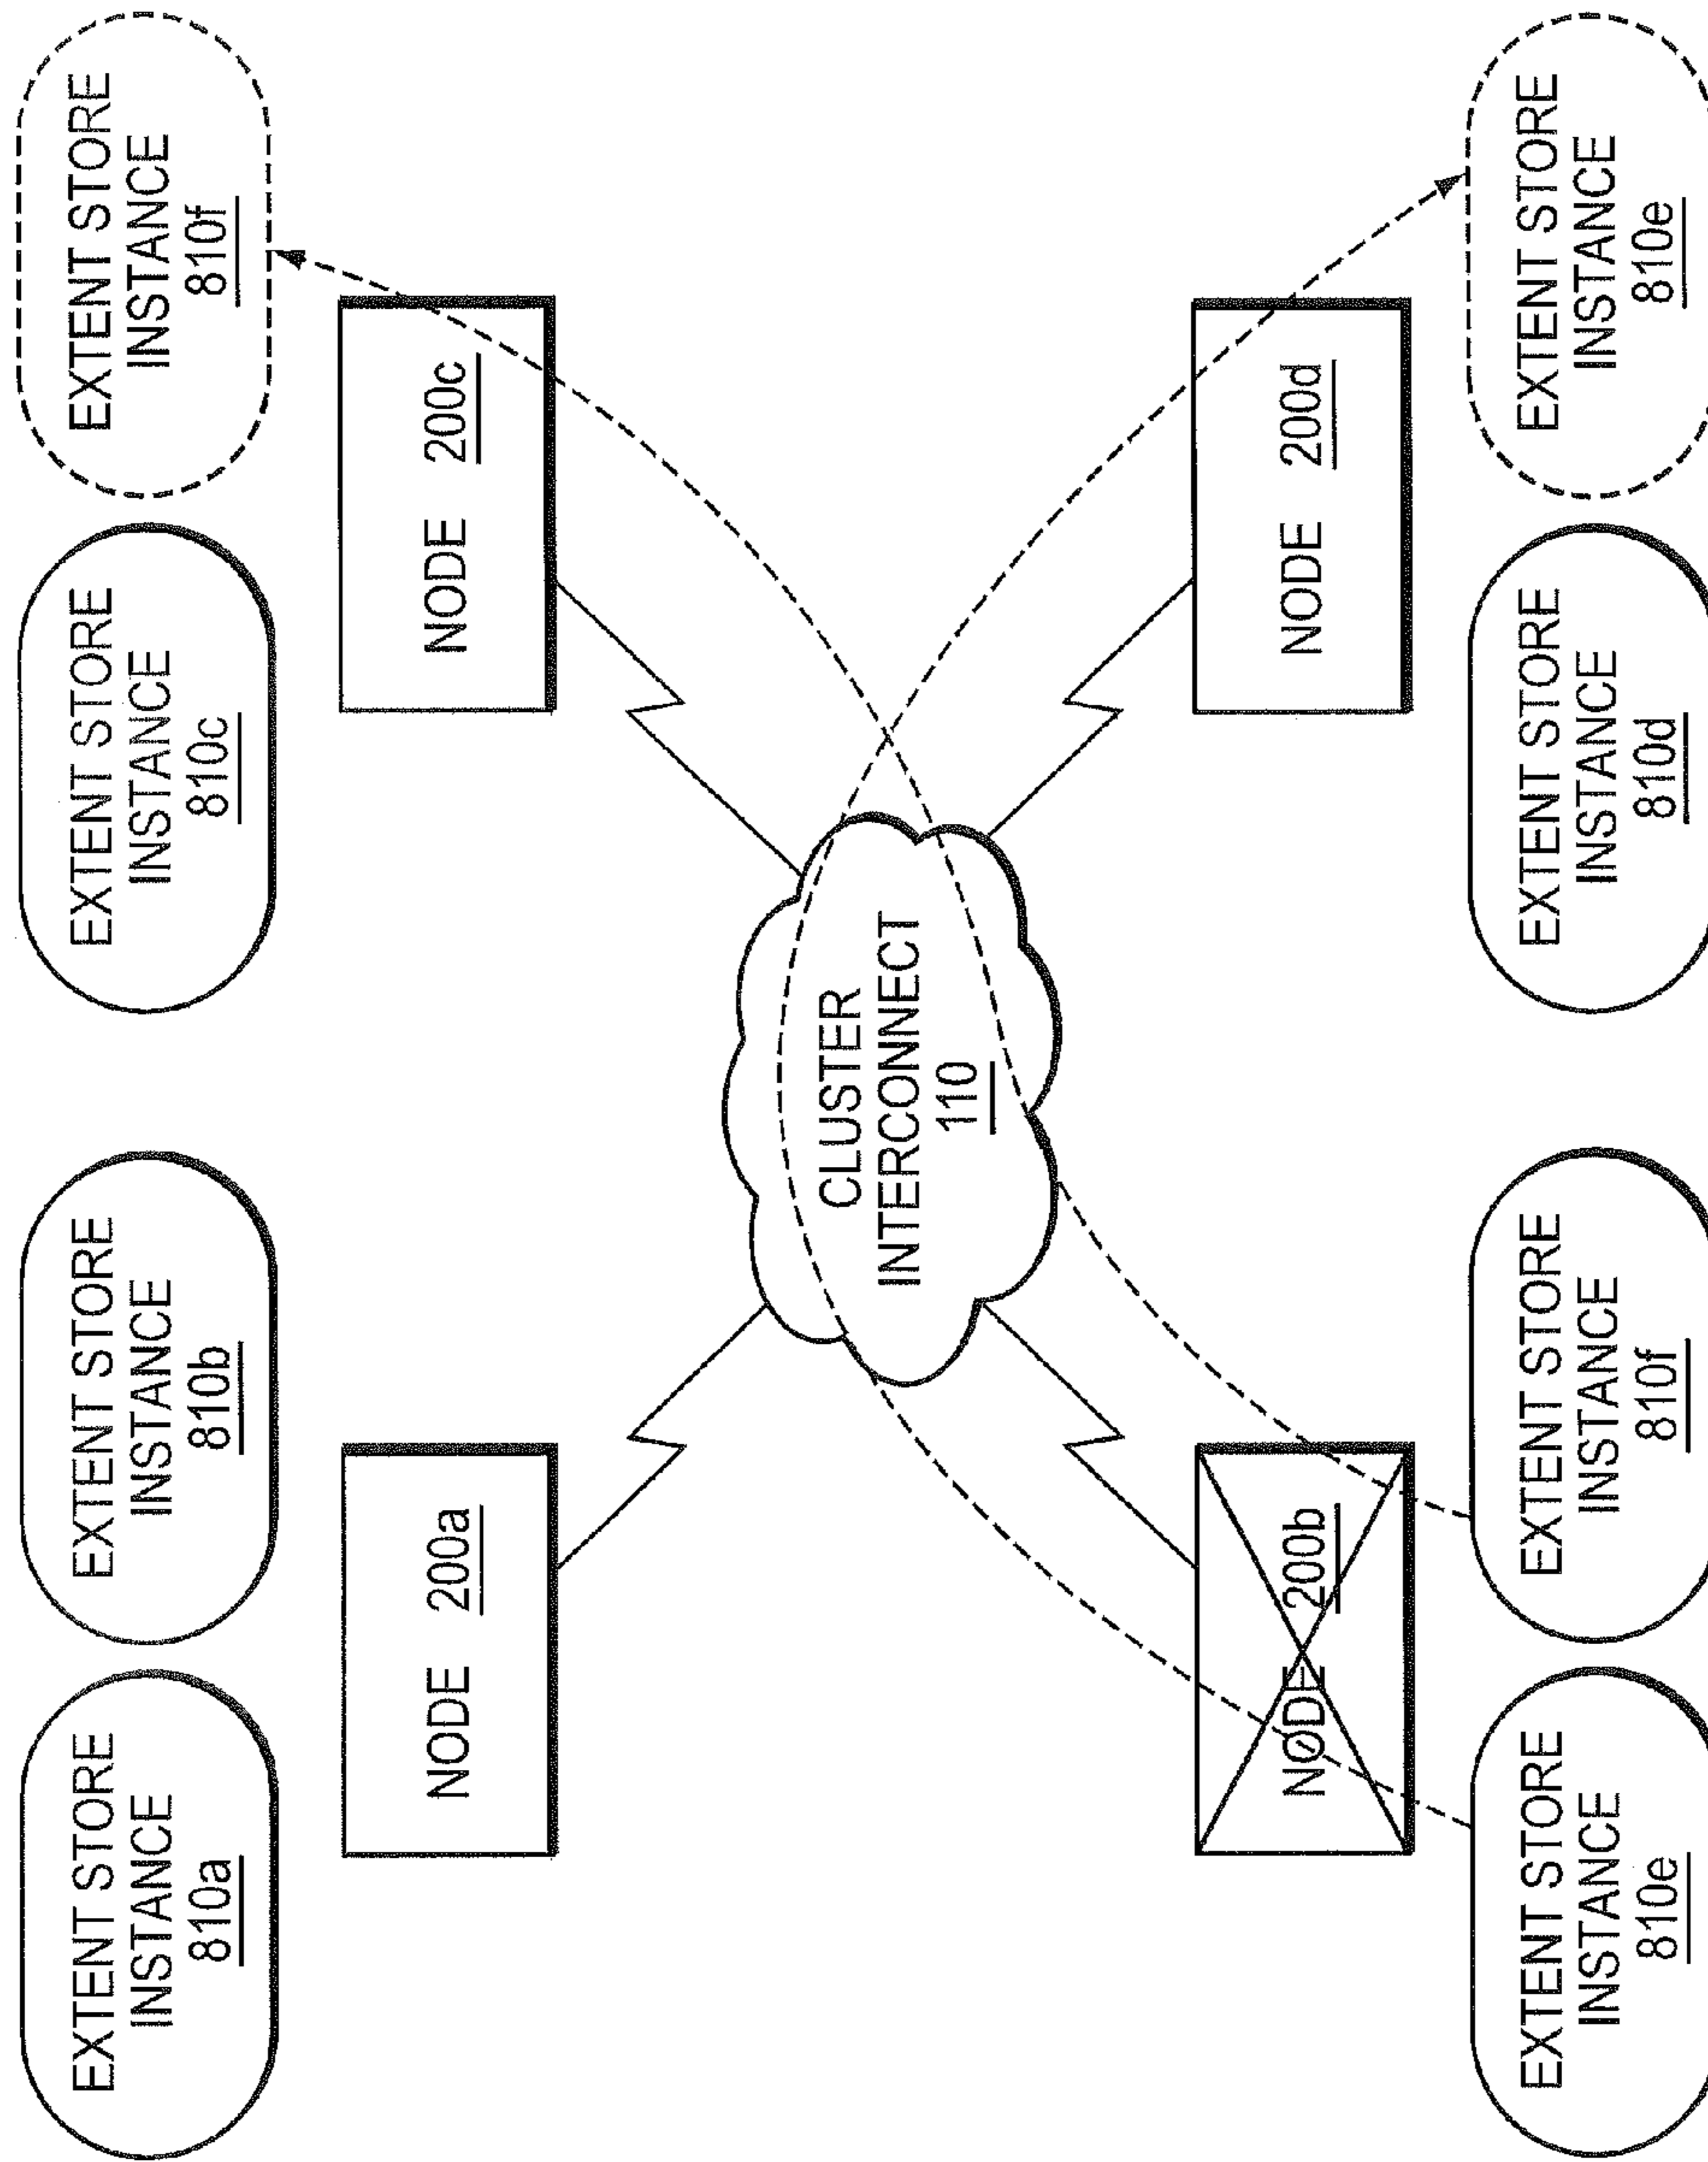 EXTENT STORE
INSTANCE
810a
EXTENT STORE
INSTANCE
810b
EXTENT STORE
INSTANCE
810c
EXTENT STORE
INSTANCE
810f
NODE 200a
NODE 200c
CLUSTER
INTERCONNECT
110
NODE 200b
NODE 200d
EXTENT STORE
INSTANCE
810e
EXTENT STORE
INSTANCE
810f
EXTENT STORE
INSTANCE
810d
EXTENT STORE
INSTANCE
810e